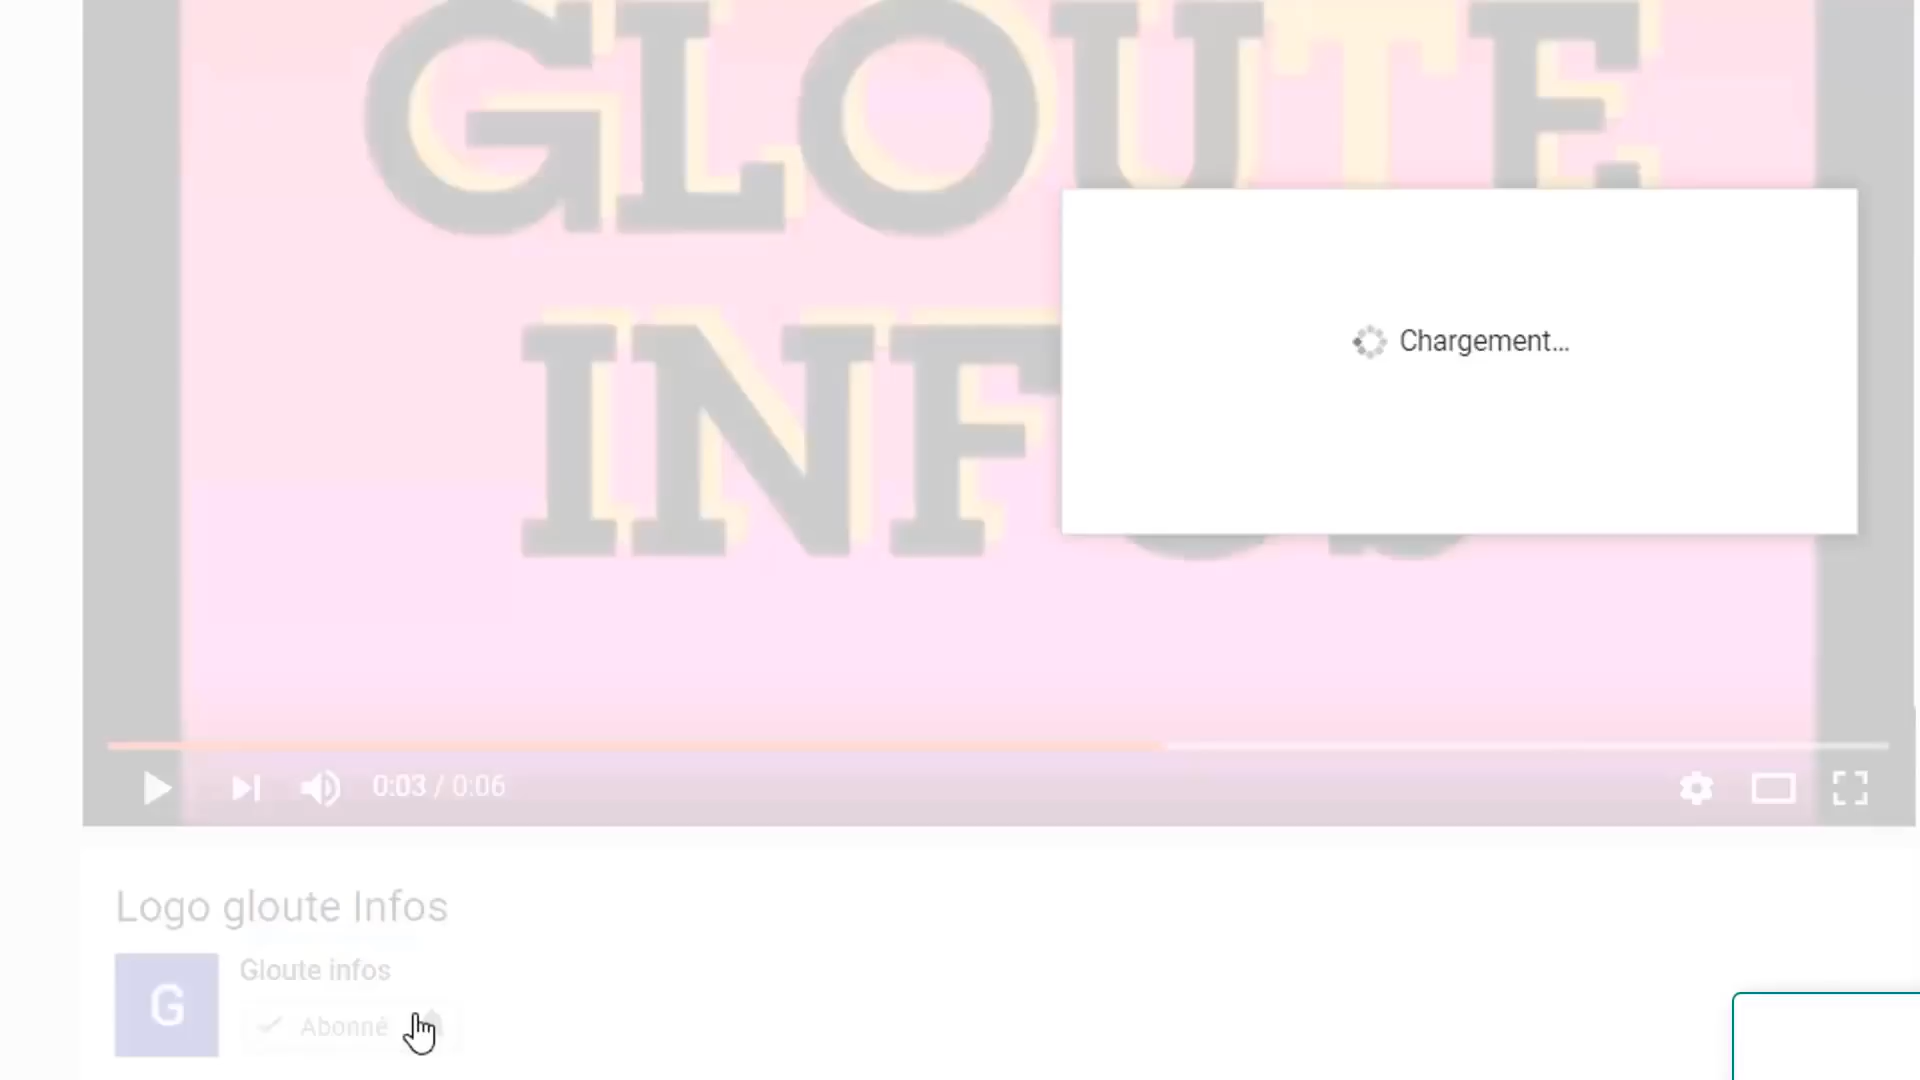 GLOUTE
INF
Chargement...
0:03 / 0:06
Logo gloute Infos
G
Gloute infos
Abonné